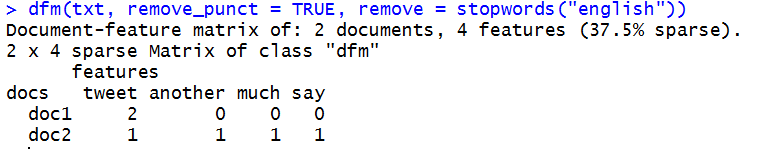 > dfm(txt, remove_punct = TRUE, remove = stopwords("english"))
Document-feature matrix of: 2 documents, 4 features (37.5% sparse).
2 x 4 sparse Matrix of class "dfm"
      features
docs   tweet another much say
  doc1     2       0    0   0
  doc2     1       1    1   1